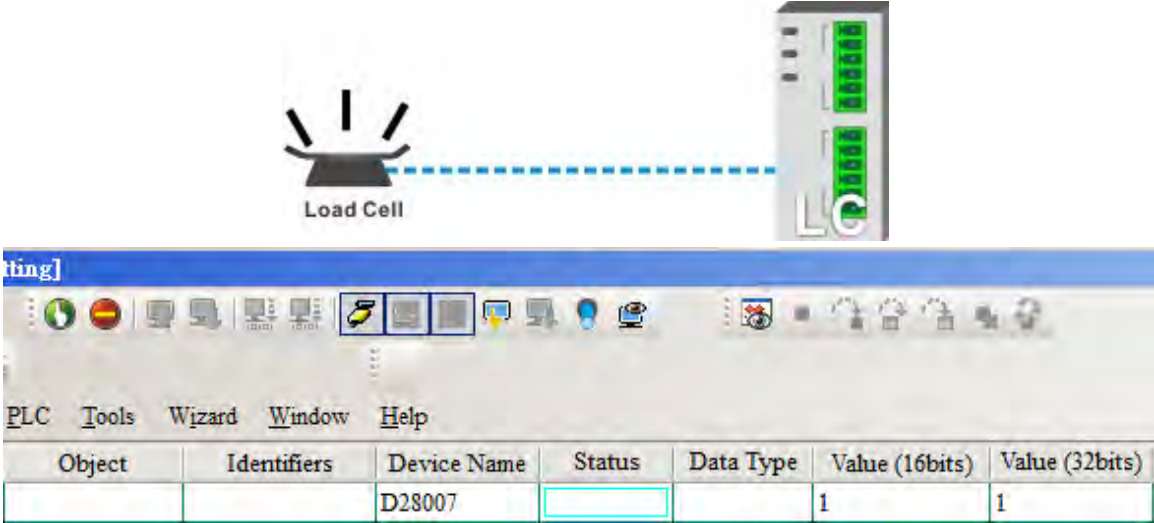 Load Cell
LC
tting]
PLC Tools Wizard Window Help
Object Identifiers Device Name Status Data Type Value (16bits) Value (32bits)
D28007 1 1